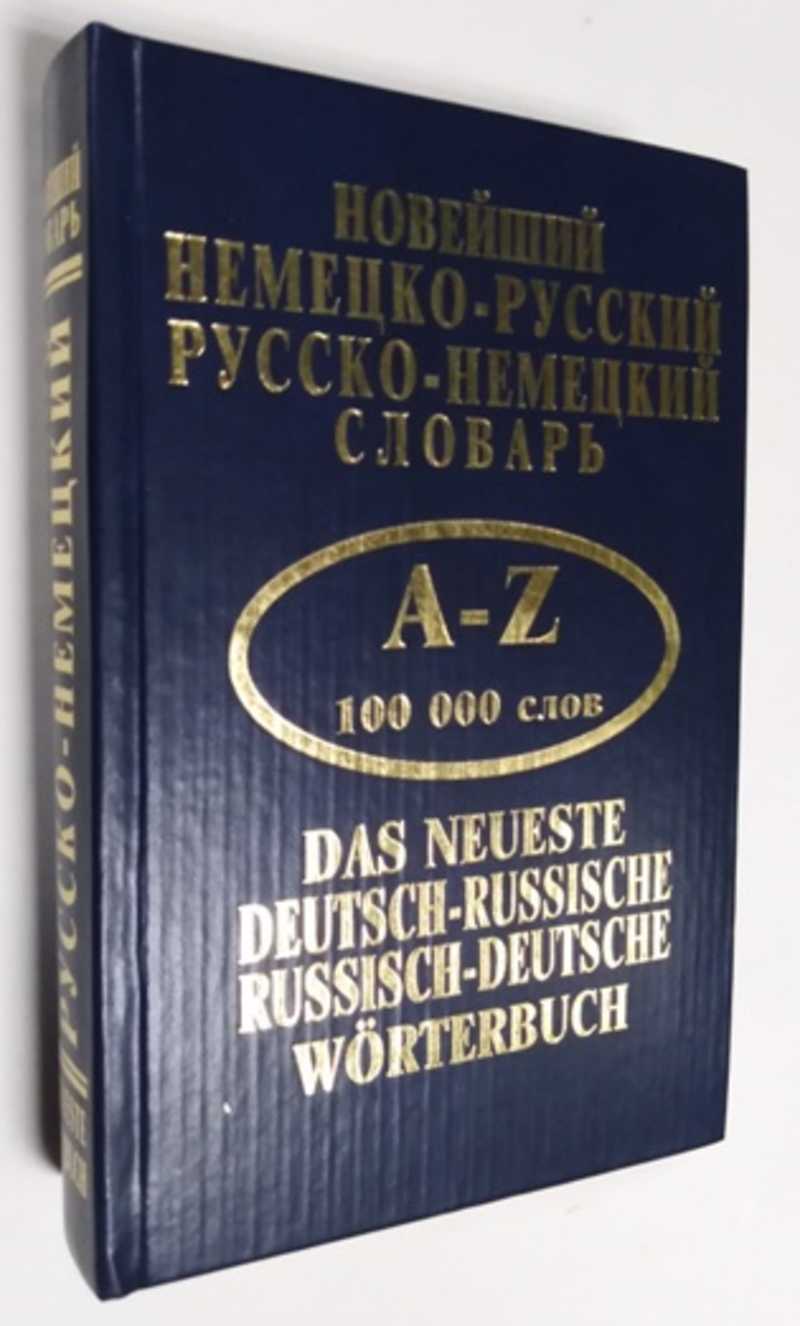 НОВЕЙШИЙ
НЕМЕЦКО-РУССКИЙ
РУССКО-НЕМЕЦКИЙ
СЛОВАРЬ
A-Z
100 000 слов
DAS NEUESTE
DEUTSCH-RUSSISCHE
RUSSISCH-DEUTSCHE
WÖRTERBUCH
РУССКО-НЕМЕЦКИЙ